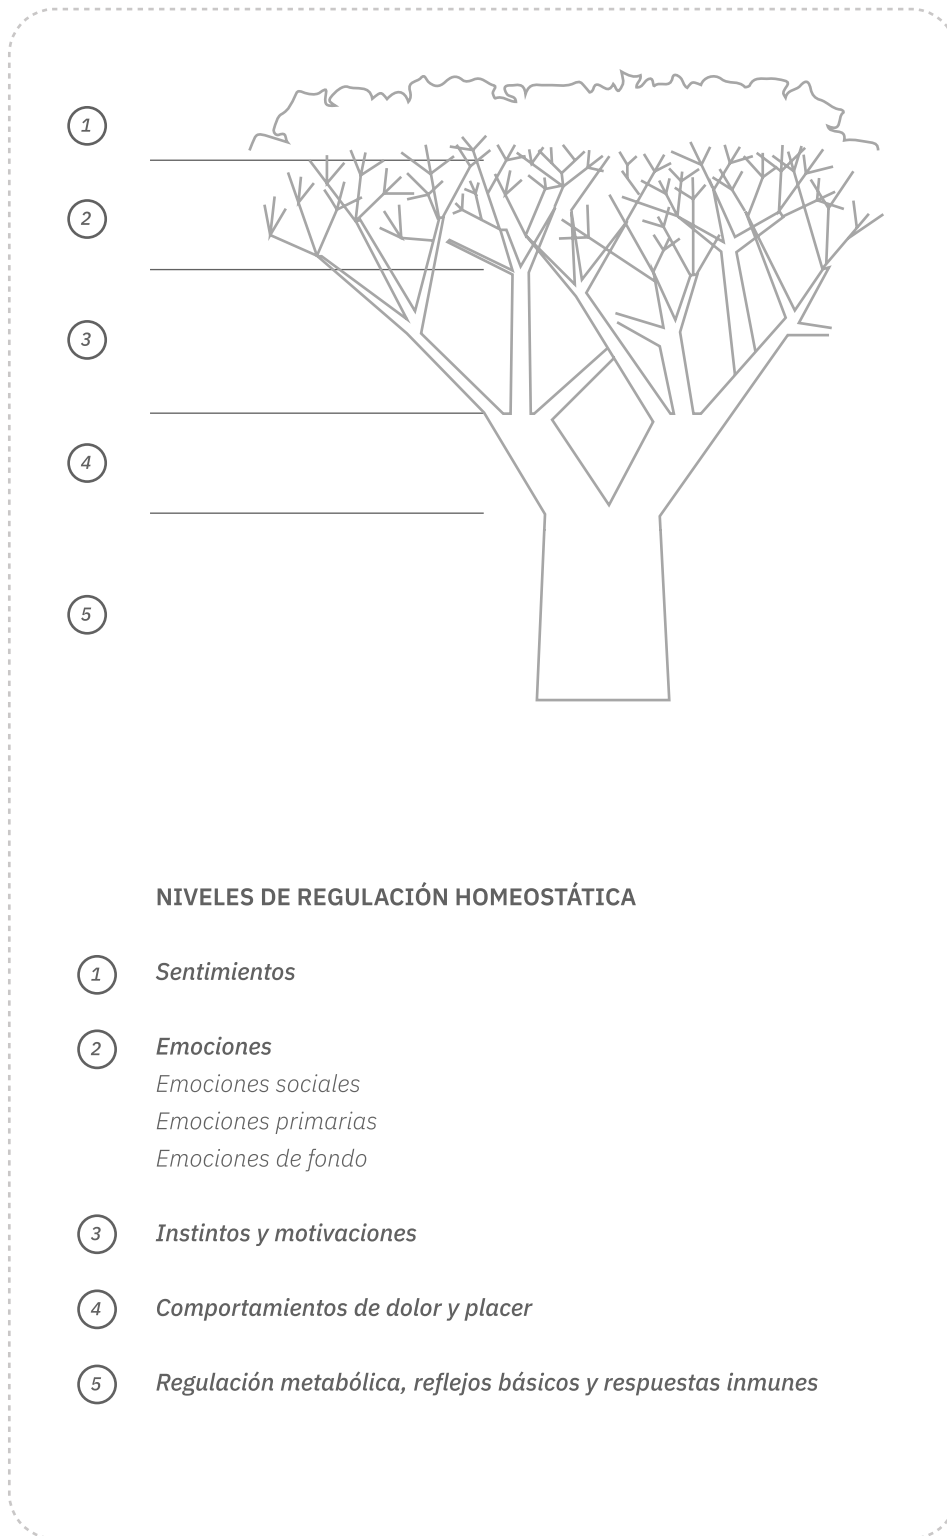 1
2
3
4
5
NIVELES DE REGULACIÓN HOMEOSTÁTICA
1 Sentimientos
2 Emociones
Emociones sociales
Emociones primarias
Emociones de fondo
3 Instintos y motivaciones
4 Comportamientos de dolor y placer
5 Regulación metabólica, reflejos básicos y respuestas inmunes